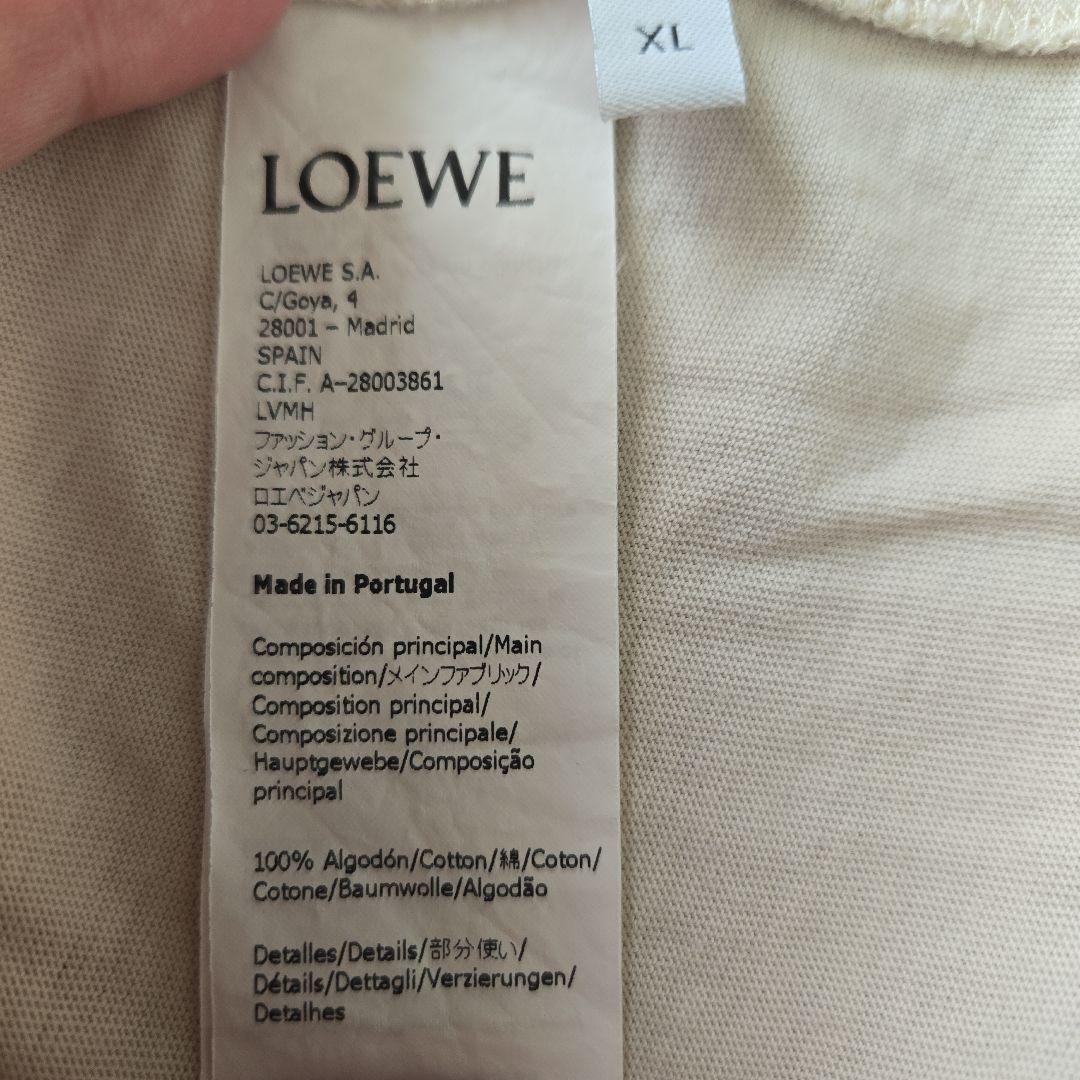 XL
LOEWE
LOEWE S.A.
C/Goya, 4
28001 – Madrid
SPAIN
C.I.F. A–28003861
LVMH
ファッション・グループ・
ジャパン株式会社
ロエベジャパン
03-6215-6116
Made in Portugal
Composición principal/Main
composition/メインファブリック/
Composition principal/
Composizione principale/
Hauptgewebe/Composição
principal
100% Algodón/Cotton/綿/Coton/
Cotone/Baumwolle/Algodão
Detalles/Details/部分使い/
Détails/Dettagli/Verzierungen/
Detalhes